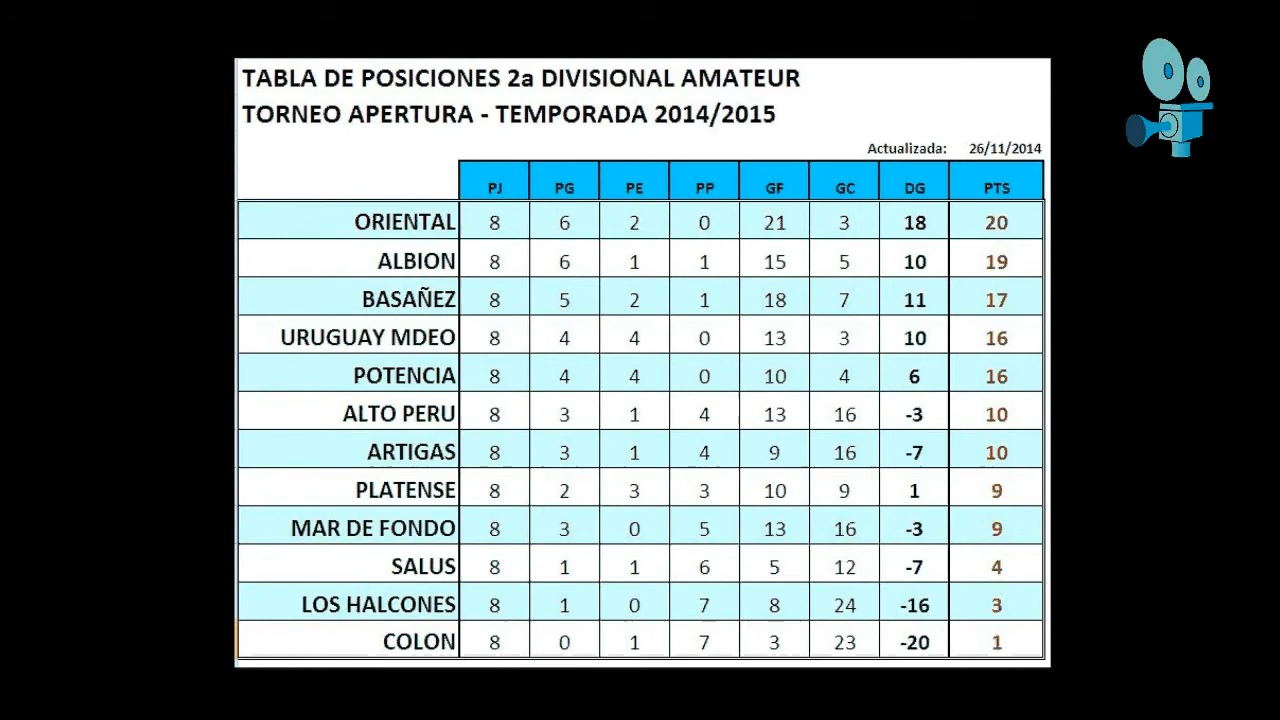 TABLA DE POSICIONES 2a DIVISIONAL AMATEUR
TORNEO APERTURA - TEMPORADA 2014/2015
Actualizada: 26/11/2014
PJ PG PE PP GF GC DG PTS
ORIENTAL 8 6 2 0 21 3 18 20
ALBION 8 6 1 1 15 5 10 19
BASAÑEZ 8 5 2 1 18 7 11 17
URUGUAY MDEO 8 4 4 0 13 3 10 16
POTENCIA 8 4 4 0 10 4 6 16
ALTO PERU 8 3 1 4 13 16 -3 10
ARTIGAS 8 3 1 4 9 16 -7 10
PLATENSE 8 2 3 3 10 9 1 9
MAR DE FONDO 8 3 0 5 13 16 -3 9
SALUS 8 1 1 6 5 12 -7 4
LOS HALCONES 8 1 0 7 8 24 -16 3
COLON 8 0 1 7 3 23 -20 1